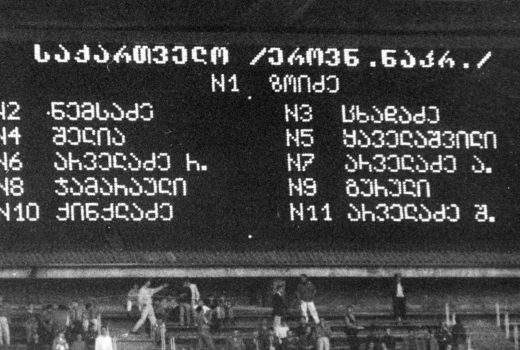 საქართველო /ეროვნ.ნაკრ./
N1 ზოიძე
N2 ნემსაძე N3 ცხადაძე
N4 შელია N5 ყაველაშვილი
N6 არველაძე რ. N7 არველაძე ა.
N8 ჯამარაული N9 გურული
N10 ქინქლაძე N11 არველაძე შ.